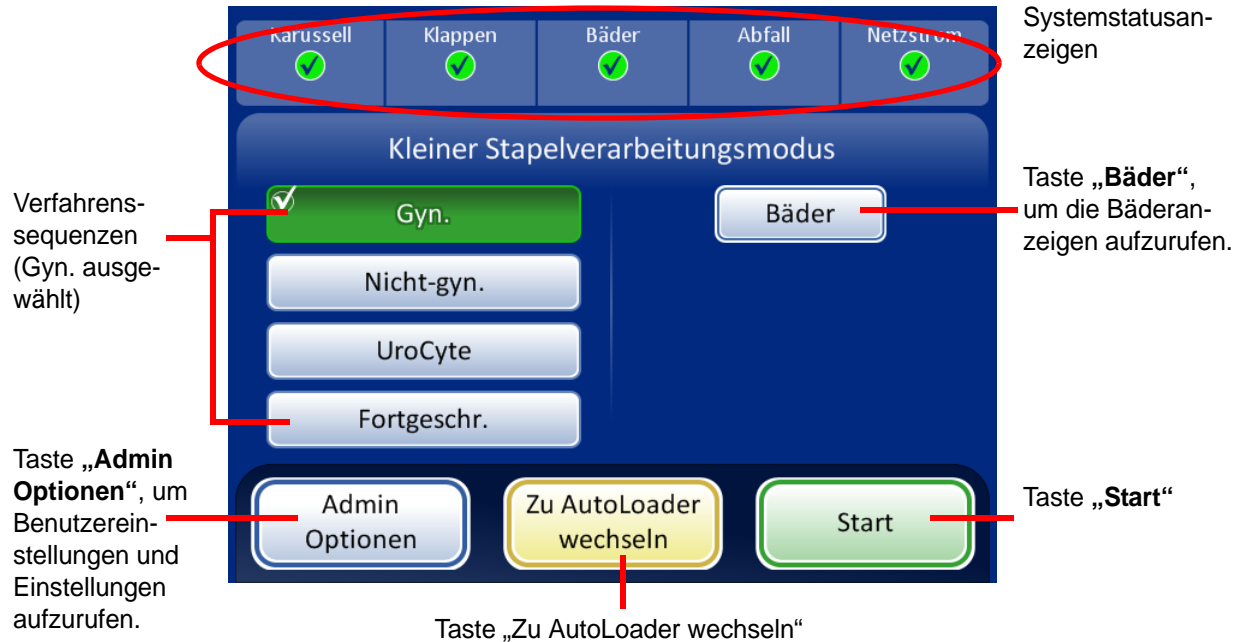 Systemstatusan-
zeigen
Karussell
Klappen
Bäder
Abfall
Netzstrom
Kleiner Stapelverarbeitungsmodus
Verfahrens-
sequenzen
(Gyn. ausge-
wählt)
Gyn.
Nicht-gyn.
UroCyte
Fortgeschr.
Bäder
Taste „Bäder“,
um die Bäderan-
zeigen aufzurufen.
Taste „Admin
Optionen“, um
Benutzerein-
stellungen und
Einstellungen
aufzurufen.
Admin
Optionen
Zu AutoLoader
wechseln
Start
Taste „Start“
Taste „Zu AutoLoader wechseln“